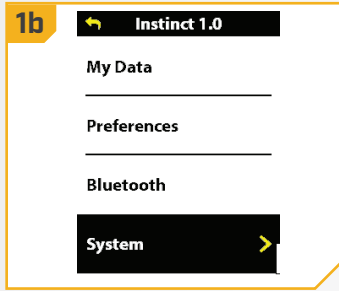 1b
Instinct 1.0
My Data
Preferences
Bluetooth
System